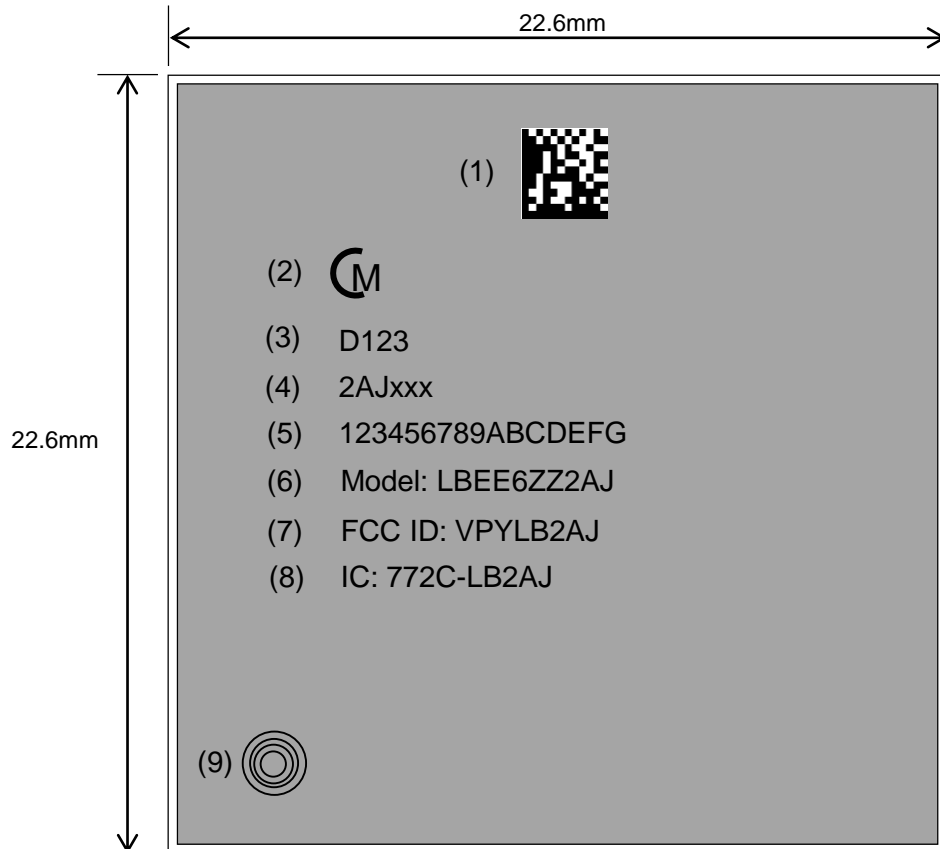 22.6mm
(1)
(2) CM
(3) D123
(4) 2AJxxx
22.6mm
(5) 123456789ABCDEFG
(6) Model: LBEE6ZZ2AJ
(7) FCC ID: VPYLB2AJ
(8) IC: 772C-LB2AJ
(9)